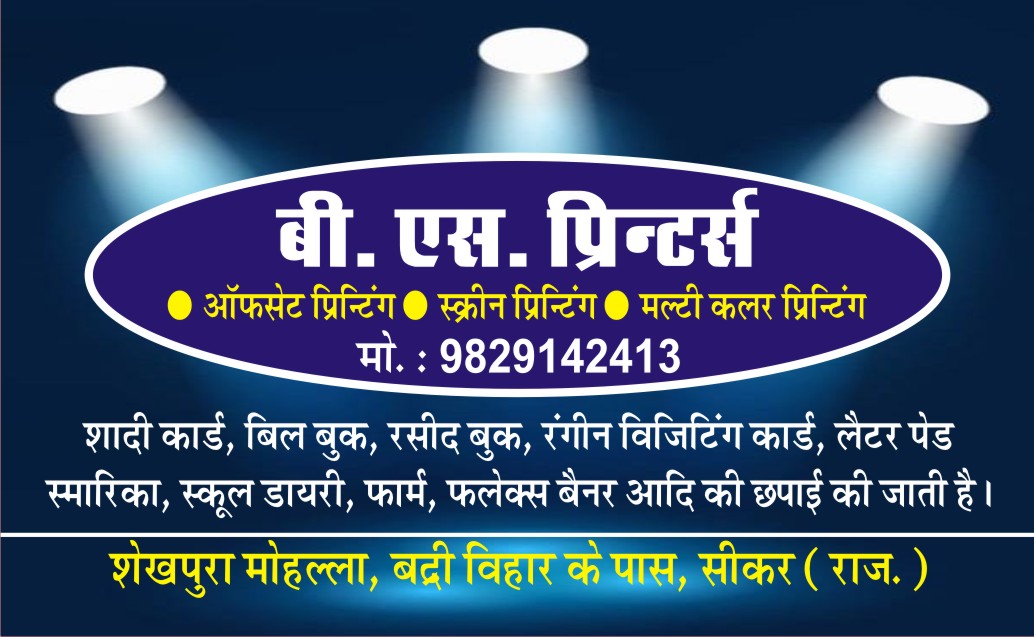 बी. एस. प्रिन्टर्स
● ऑफसेट प्रिन्टिंग ● स्क्रीन प्रिन्टिंग ● मल्टी कलर प्रिन्टिंग
मो. : 9829142413
शादी कार्ड, बिल बुक, रसीद बुक, रंगीन विजिटिंग कार्ड, लैटर पेड
स्मारिका, स्कूल डायरी, फार्म, फलेक्स बैनर आदि की छपाई की जाती है।
शेखपुरा मोहल्ला, बद्री विहार के पास, सीकर ( राज. )